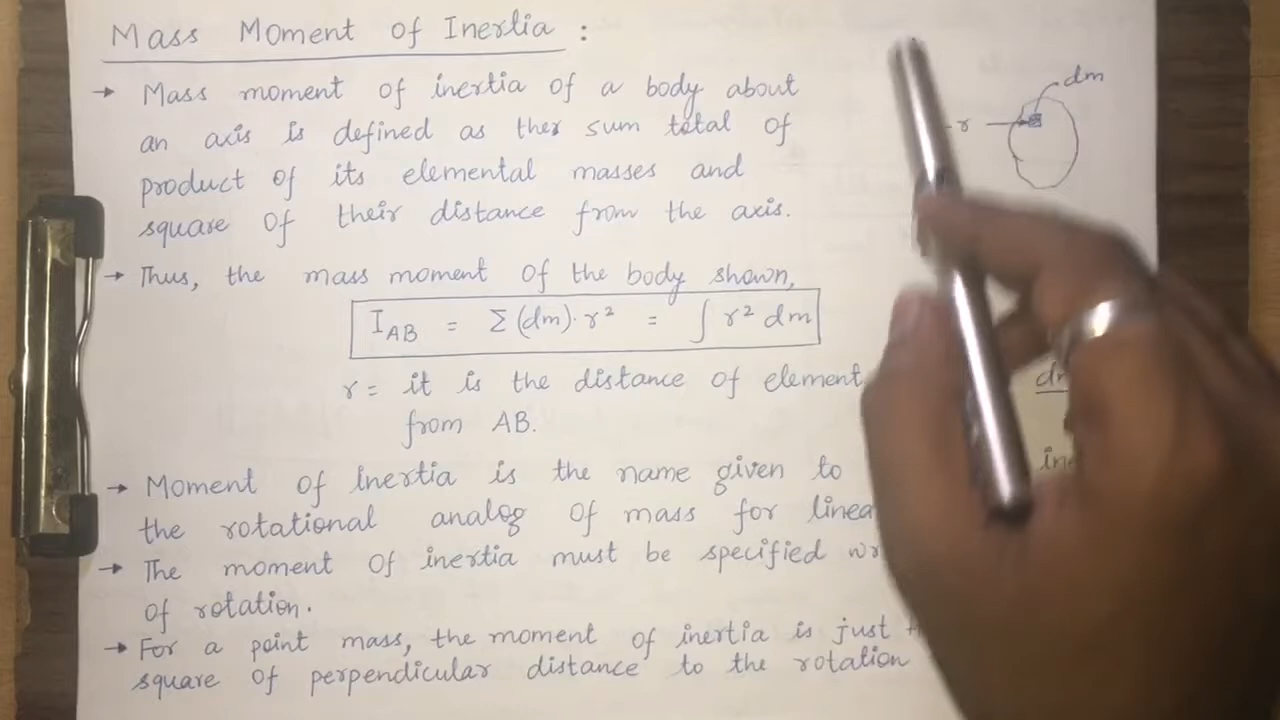 Mass Moment of Inertia :
→ Mass moment of inertia of a body about
an axis is defined as ther sum total of
product of its elemental masses and
square of their distance from the axis.
→ Thus, the mass moment of the body shown,
I_AB = Σ(dm)·r² = ∫ r² dm
r = it is the distance of element
from AB.
→ Moment of inertia is the name given to
the rotational analog of mass for linea
→ The moment of inertia must be specified
of rotation.
→ For a point mass, the moment of inertia is just
square of perpendicular distance to the rotation
dm
r